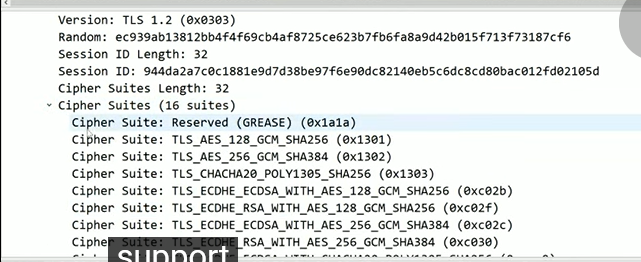 Version: TLS 1.2 (0x0303)
Random: ec939ab13812bb4f4f69cb4af8725ce623b7fb6fa8a9d42b015f713f73187cf6
Session ID Length: 32
Session ID: 944da2a7c0c1881e9d7d38be97f6e90dc82140eb5c6dc8cd80bac012fd02105d
Cipher Suites Length: 32
Cipher Suites (16 suites)
Cipher Suite: Reserved (GREASE) (0x1a1a)
Cipher Suite: TLS_AES_128_GCM_SHA256 (0x1301)
Cipher Suite: TLS_AES_256_GCM_SHA384 (0x1302)
Cipher Suite: TLS_CHACHA20_POLY1305_SHA256 (0x1303)
Cipher Suite: TLS_ECDHE_ECDSA_WITH_AES_128_GCM_SHA256 (0xc02b)
Cipher Suite: TLS_ECDHE_RSA_WITH_AES_128_GCM_SHA256 (0xc02f)
Cipher Suite: TLS_ECDHE_ECDSA_WITH_AES_256_GCM_SHA384 (0xc02c)
Cipher Suite: TLS_ECDHE_RSA_WITH_AES_256_GCM_SHA384 (0xc030)
support